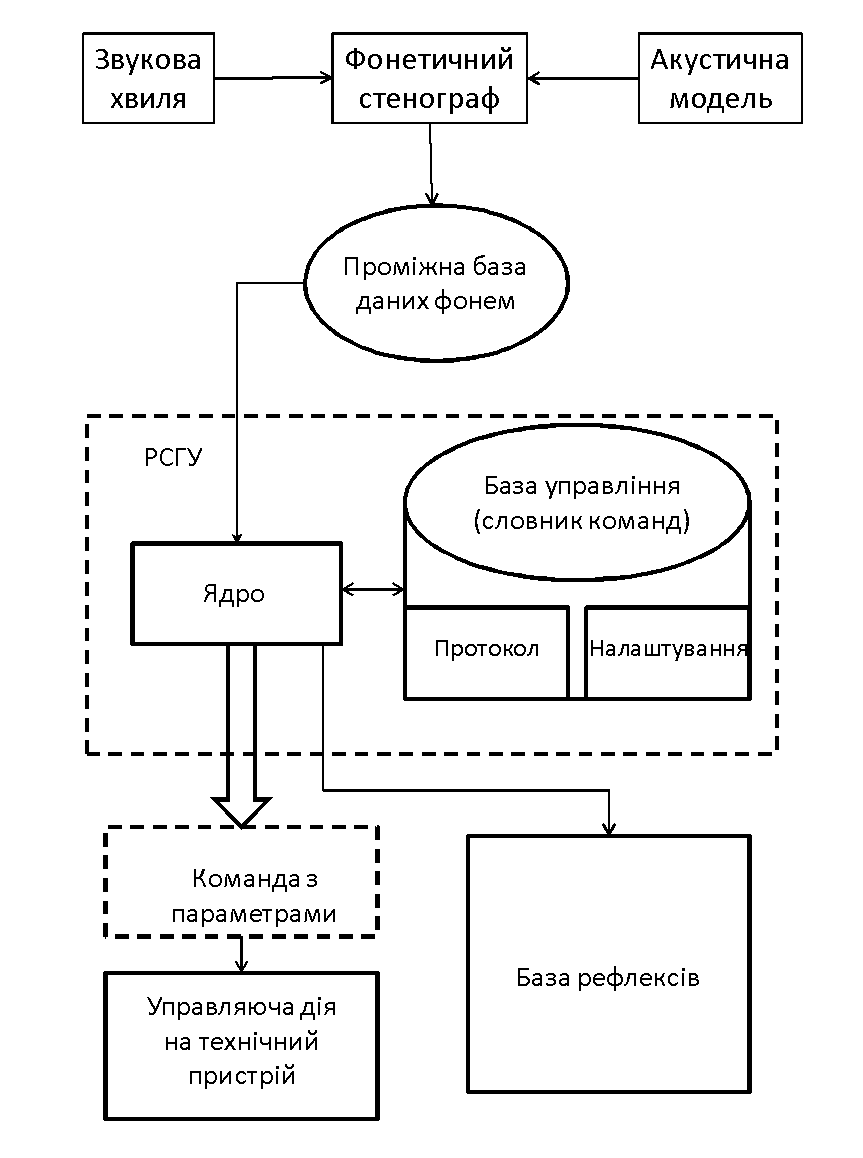 Звукова
хвиля
Фонетичний
стенограф
Акустична
модель
Проміжна база
даних фонем
РСГУ
База управління
(словник команд)
Ядро
Протокол
Налаштування
Команда з
параметрами
База рефлексів
Управляюча дія
на технічний
пристрій